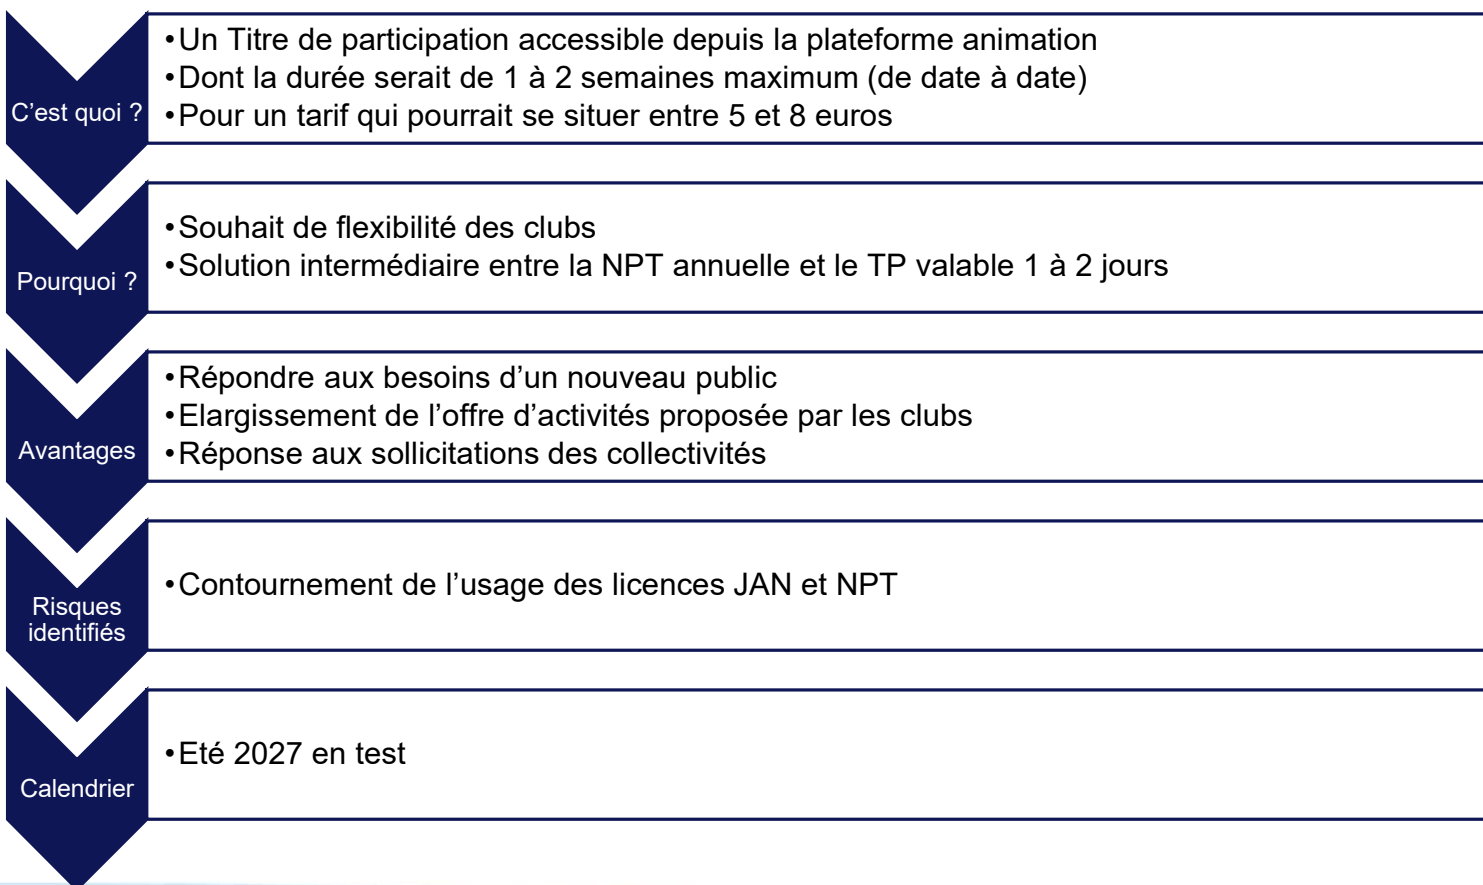 C’est quoi ?
•Un Titre de participation accessible depuis la plateforme animation
•Dont la durée serait de 1 à 2 semaines maximum (de date à date)
•Pour un tarif qui pourrait se situer entre 5 et 8 euros
Pourquoi ?
•Souhait de flexibilité des clubs
•Solution intermédiaire entre la NPT annuelle et le TP valable 1 à 2 jours
Avantages
•Répondre aux besoins d’un nouveau public
•Elargissement de l’offre d’activités proposée par les clubs
•Réponse aux sollicitations des collectivités
Risques
identifiés
•Contournement de l’usage des licences JAN et NPT
Calendrier
•Eté 2027 en test